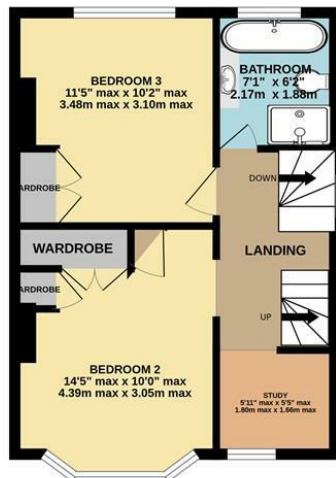 BEDROOM 3
11'5" max x 10'2" max
3.48m max x 3.10m max
BATHROOM
7'1" x 6'2"
2.17m x 1.88m
DOWN
WARDROBE
WARDROBE
LANDING
WARDROBE
UP
BEDROOM 2
14'5" max x 10'0" max
4.39m max x 3.05m max
STUDY
5'11" max x 5'5" max
1.80m max x 1.66m max